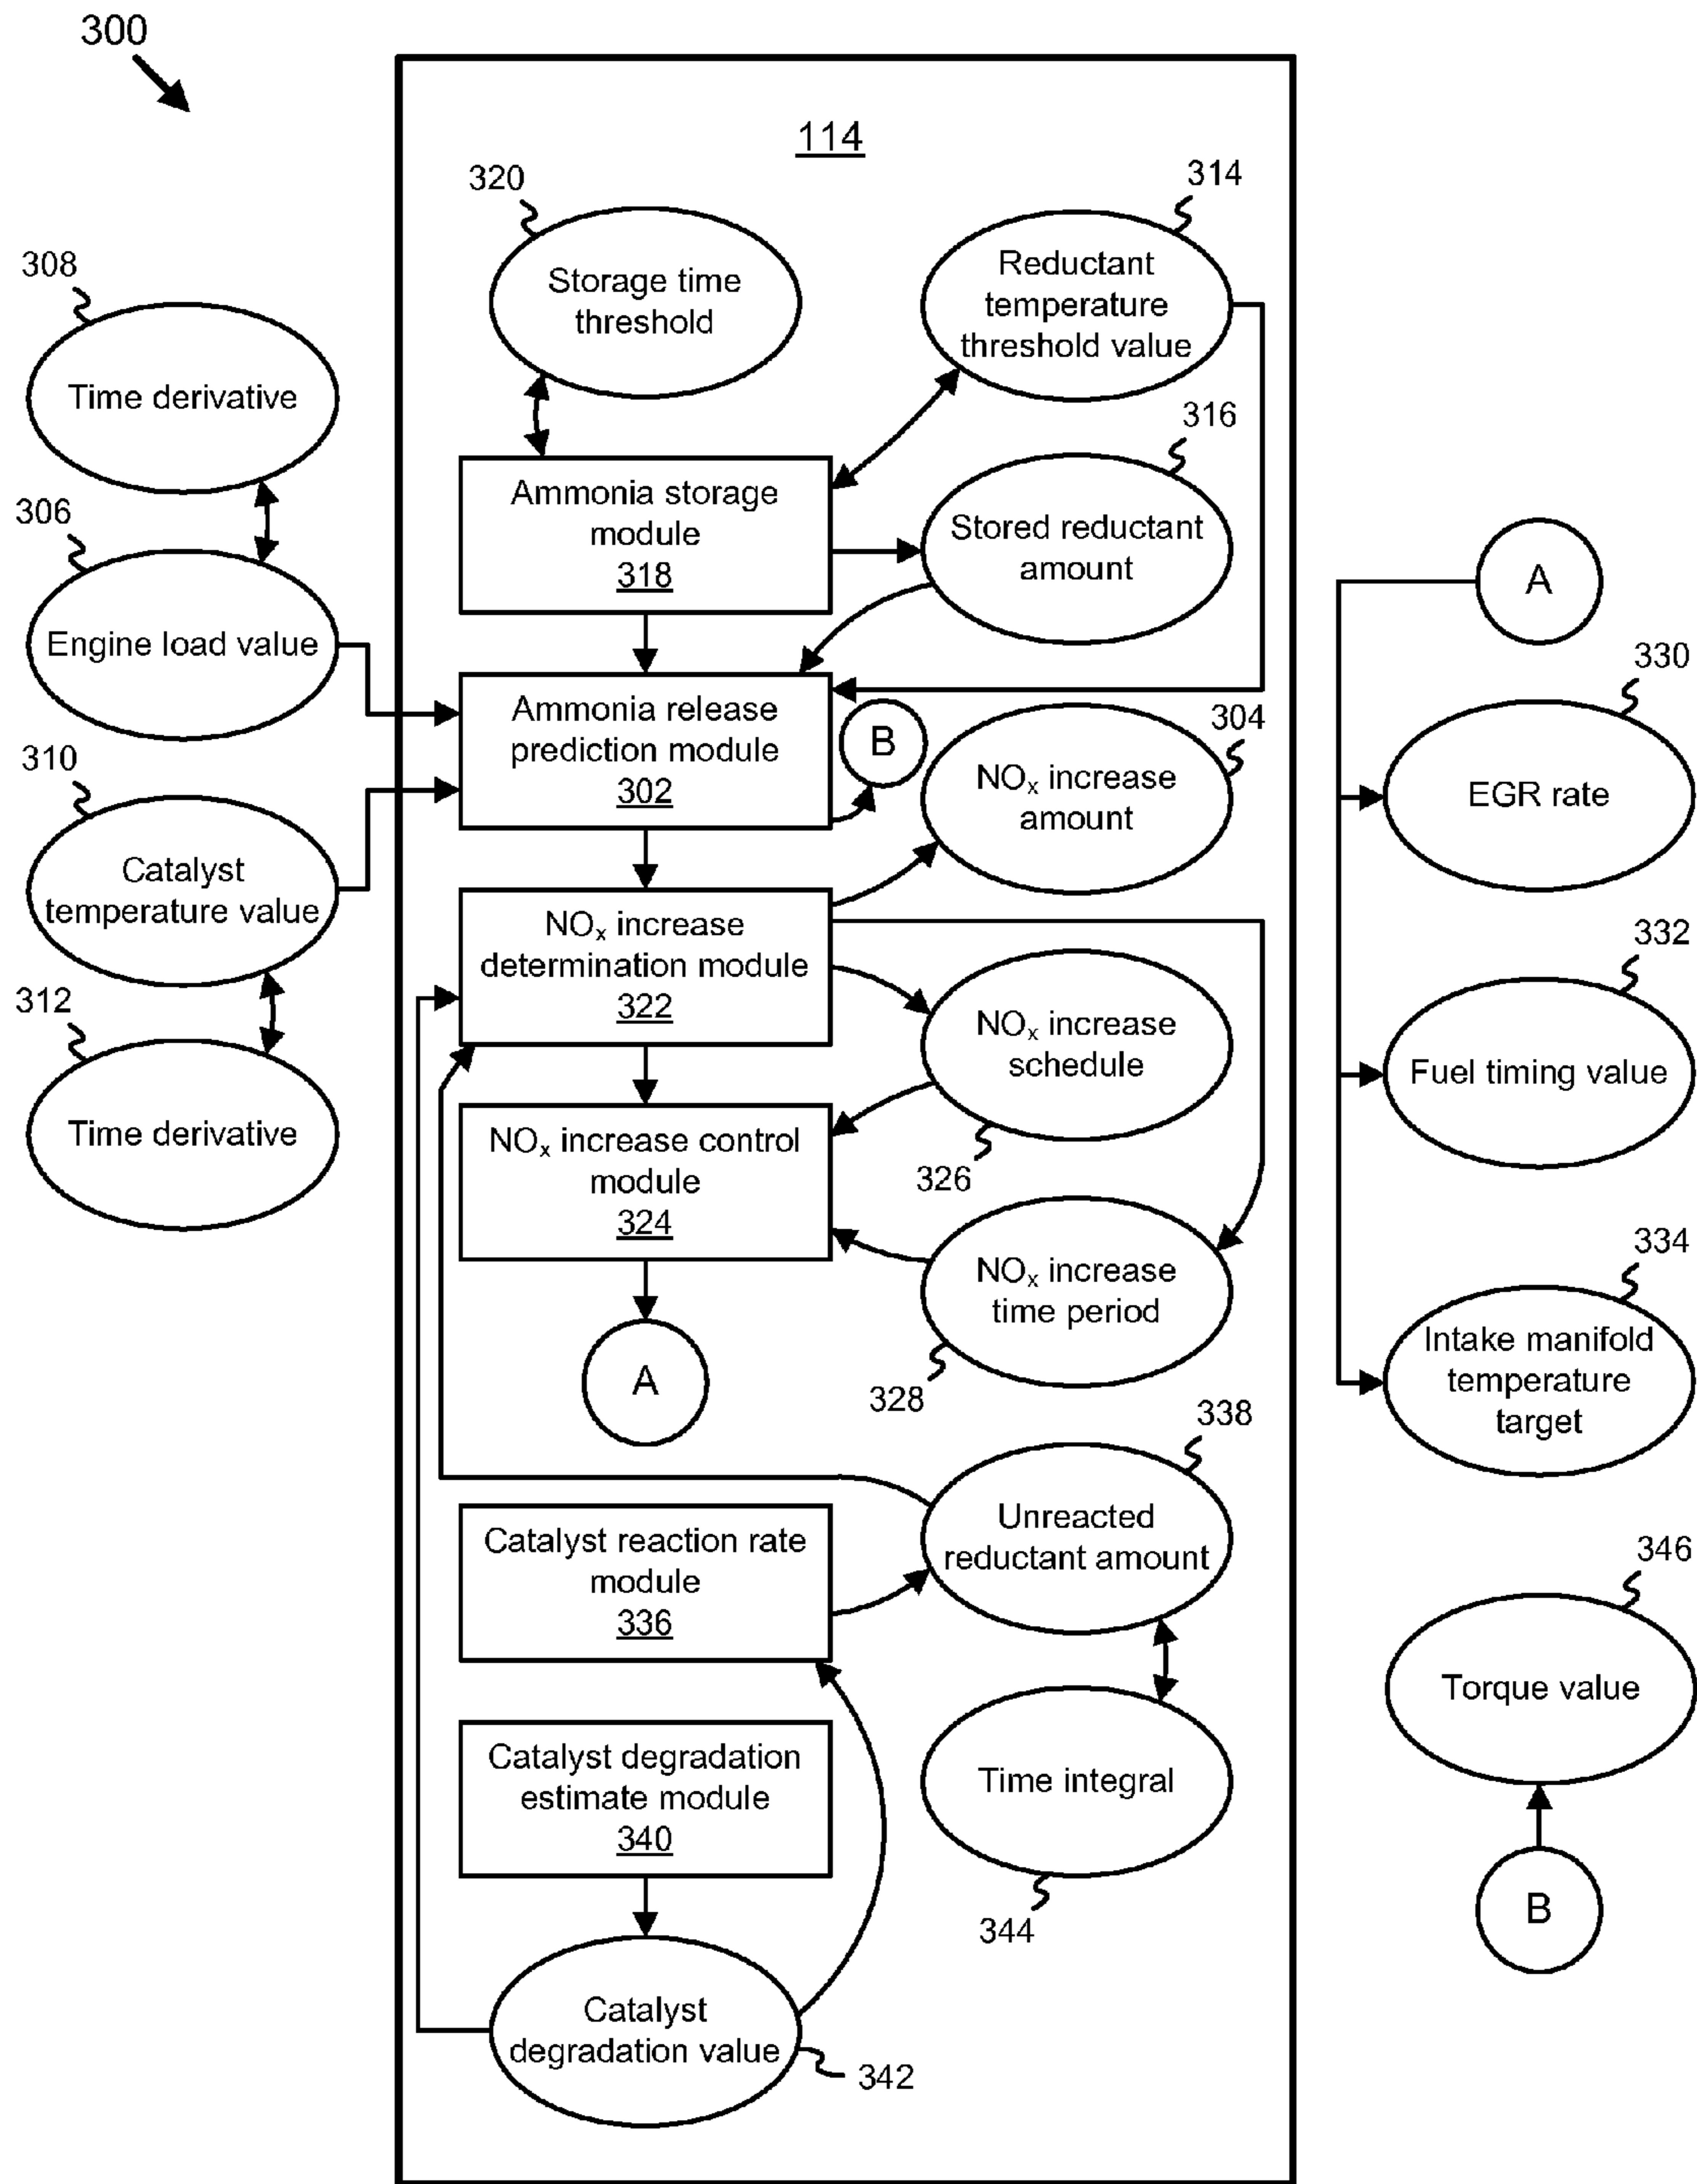 300
114
320
314
308
Storage time
threshold
Reductant
temperature
threshold value
Time derivative
316
306
Ammonia storage
module
318
Stored reductant
amount
A
Engine load value
330
Ammonia release
prediction module
302
B
304
310
NOx increase
amount
EGR rate
Catalyst
temperature value
NOx increase
determination module
322
332
312
NOx increase
schedule
Fuel timing value
Time derivative
NOx increase control
module
324
326
334
NOx increase
time period
Intake manifold
temperature
target
A
328
338
Catalyst reaction rate
module
336
Unreacted
reductant amount
346
Torque value
Catalyst degradation
estimate module
340
Time integral
B
344
Catalyst
degradation value
342